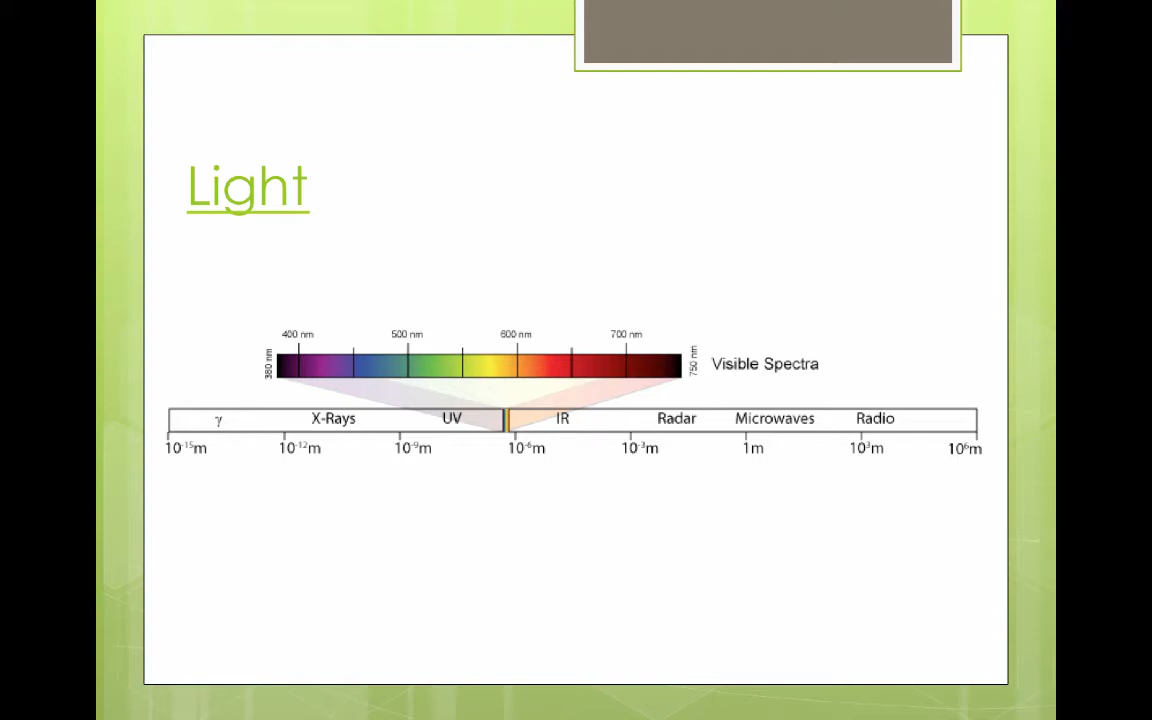 Light
400 nm 500 nm 600 nm 700 nm
380 nm 750 nm Visible Spectra
γ X-Rays UV IR Radar Microwaves Radio
10⁻¹⁵m 10⁻¹²m 10⁻⁹m 10⁻⁶m 10⁻³m 1m 10³m 10⁶m